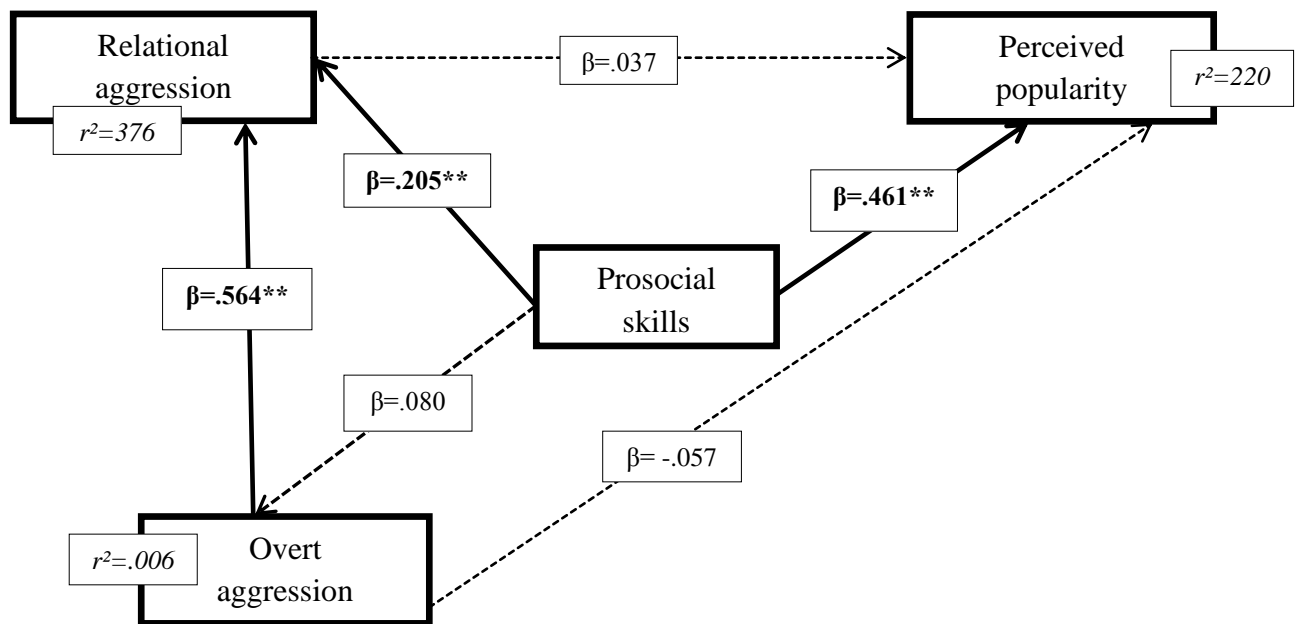 Relational
aggression
r²=376
β=.037
Perceived
popularity
r²=220
β=.205**
β=.461**
β=.564**
Prosocial
skills
β=.080
β= -.057
r²=.006
Overt
aggression